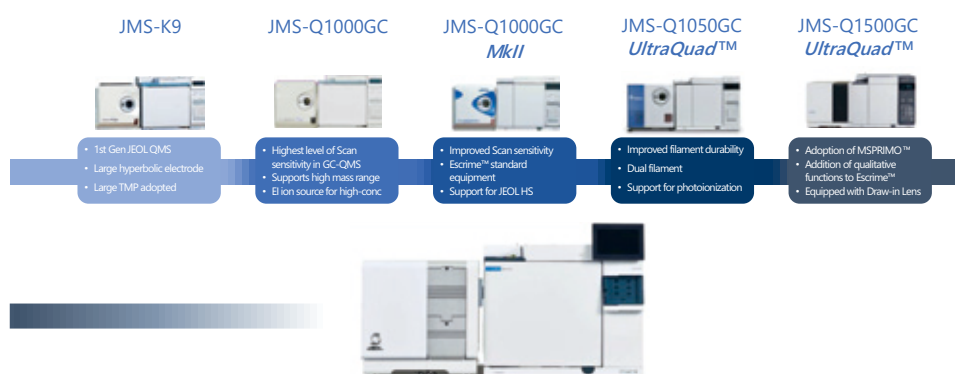 JMS-K9
JMS-Q1000GC
JMS-Q1000GC
MkII
JMS-Q1050GC
UltraQuad™
JMS-Q1500GC
UltraQuad™
• 1st Gen JEOL QMS
• Large hyperbolic electrode
• Large TMP adopted
• Highest level of Scan
sensitivity in GC-QMS
• Supports high mass range
• EI ion source for high-conc
• Improved Scan sensitivity
• Escrime™ standard
equipment
• Support for JEOL HS
• Improved filament durability
• Dual filament
• Support for photoionization
• Adoption of MSPRIMO™
• Addition of qualitative
functions to Escrime™
• Equipped with Draw-in Lens